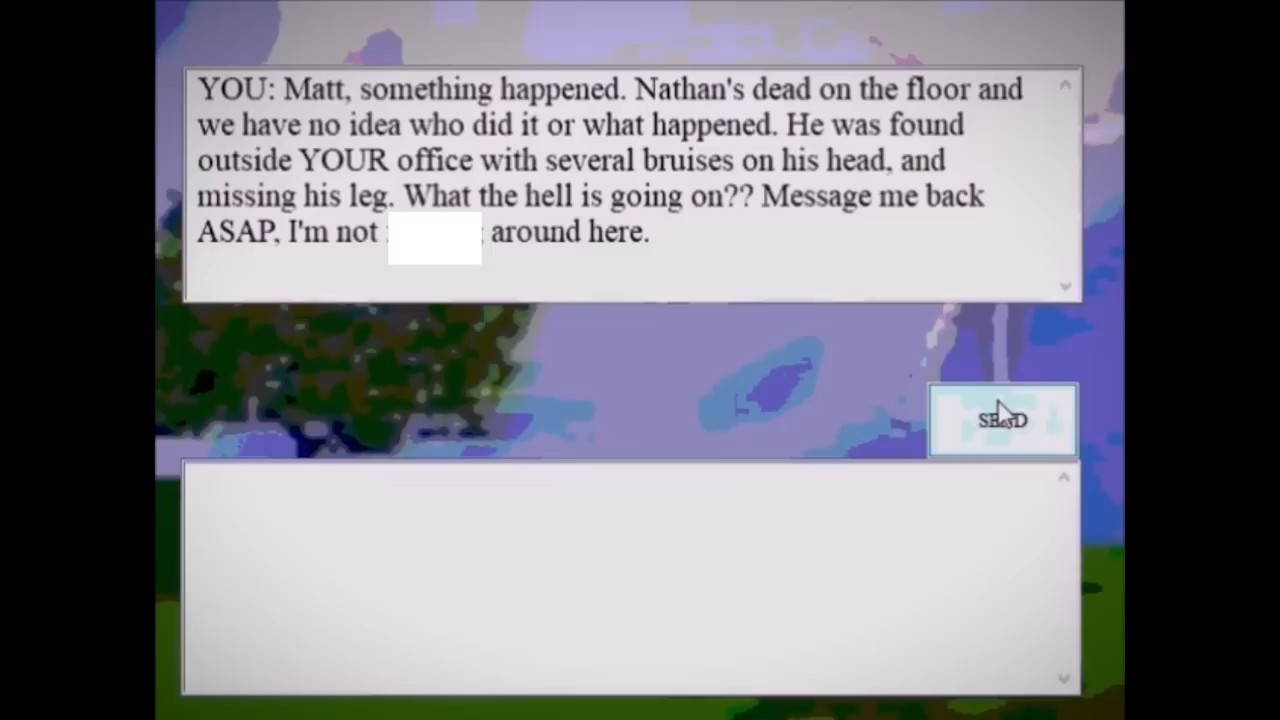 YOU: Matt, something happened. Nathan's dead on the floor and
we have no idea who did it or what happened. He was found
outside YOUR office with several bruises on his head, and
missing his leg. What the hell is going on?? Message me back
ASAP, I'm not around here.
SEND